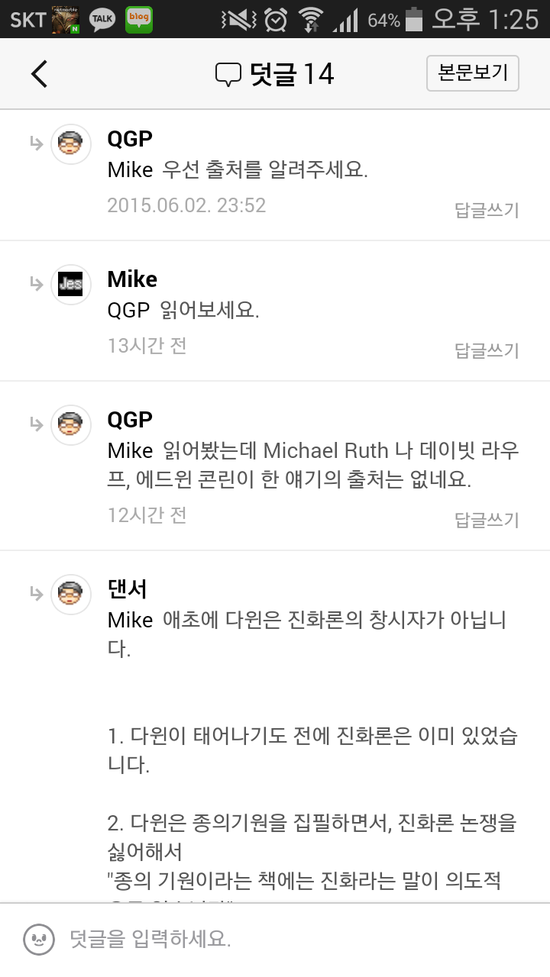 SKT TALK blog 64% 오후 1:25
덧글 14 본문보기
QGP
Mike 우선 출처를 알려주세요.
2015.06.02. 23:52 답글쓰기
Jes
Mike
QGP 읽어보세요.
13시간 전 답글쓰기
QGP
Mike 읽어봤는데 Michael Ruth 나 데이빗 라우
프, 에드윈 콘린이 한 얘기의 출처는 없네요.
12시간 전 답글쓰기
댄서
Mike 애초에 다윈은 진화론의 창시자가 아닙니
다.
1. 다윈이 태어나기도 전에 진화론은 이미 있었습
니다.
2. 다윈은 종의기원을 집필하면서, 진화론 논쟁을
싫어해서
"종의 기원이라는 책에는 진화라는 말이 의도적
덧글을 입력하세요.